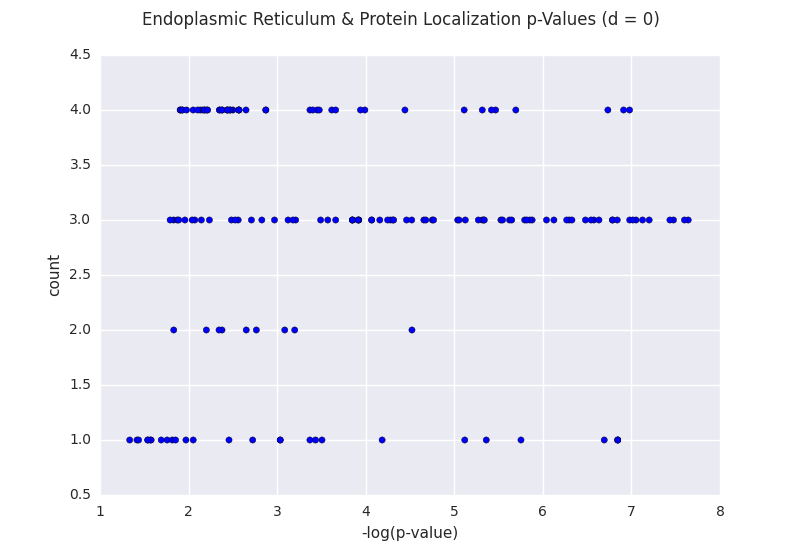 Endoplasmic Reticulum & Protein Localization p-Values (d = 0)
4.5
4.0
3.5
3.0
2.5
2.0
1.5
1.0
0.5
count
1 2 3 4 5 6 7 8
-log(p-value)